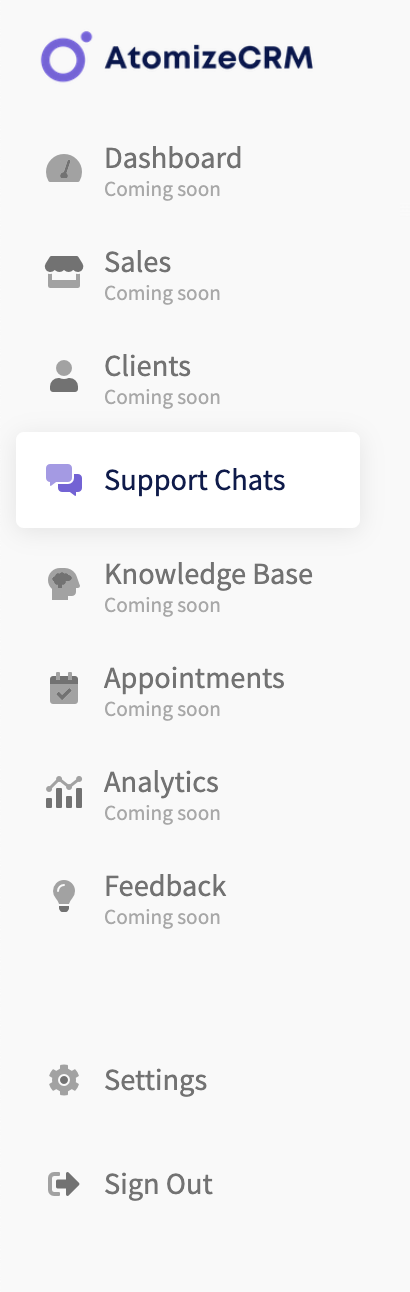 AtomizeCRM
Dashboard
Coming soon
Sales
Coming soon
Clients
Coming soon
Support Chats
Knowledge Base
Coming soon
Appointments
Coming soon
Analytics
Coming soon
Feedback
Coming soon
Settings
Sign Out